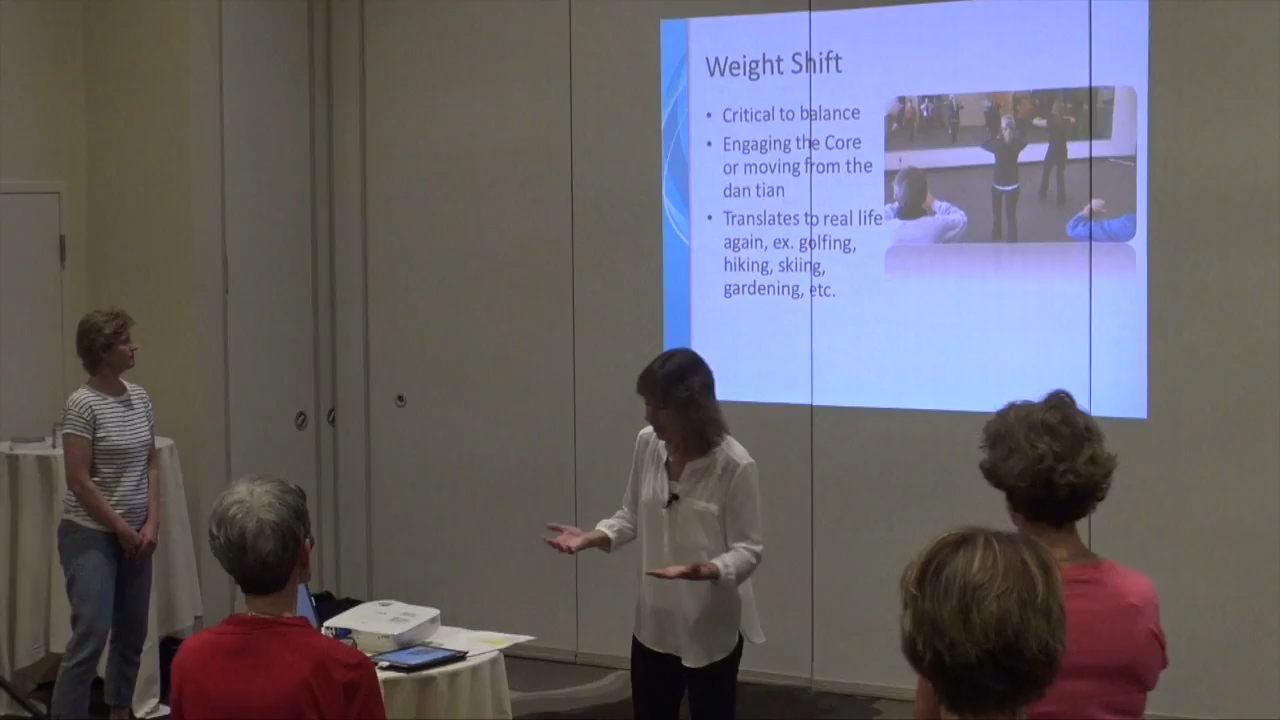 Weight Shift
• Critical to balance
• Engaging the Core
or moving from the
dan tian
• Translates to real life
again, ex. golfing,
hiking, skiing,
gardening, etc.